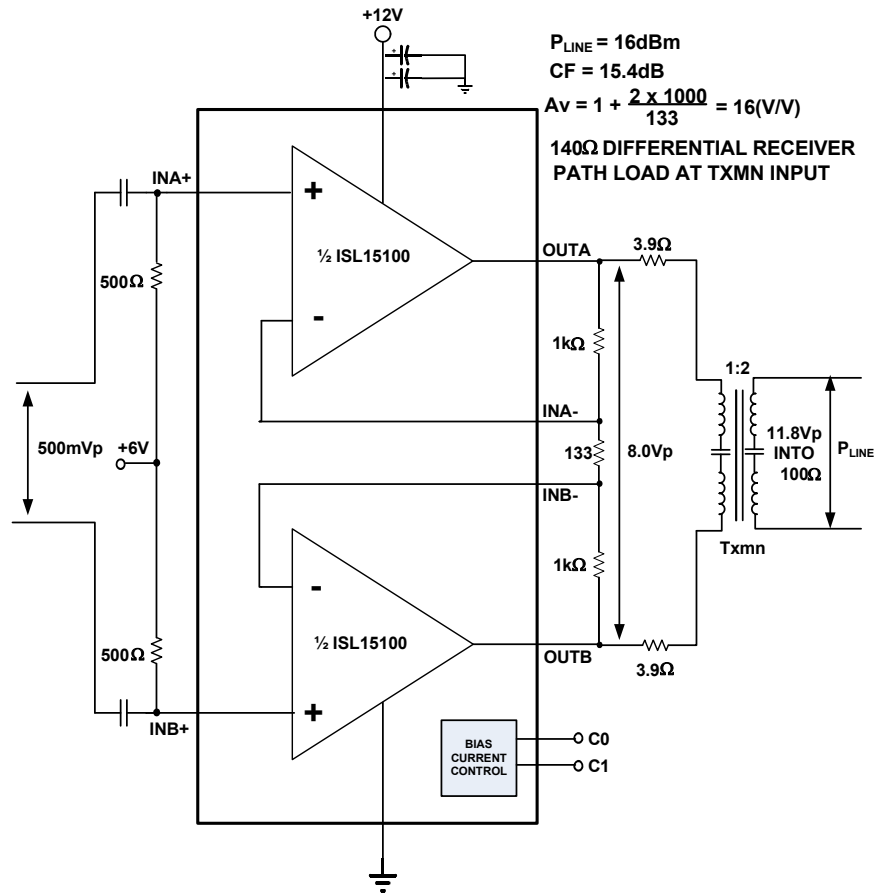 +12V
+
+
P_LINE = 16dBm
CF = 15.4dB
Av = 1 + 2 x 1000 / 133 = 16(V/V)
140Ω DIFFERENTIAL RECEIVER
PATH LOAD AT TXMN INPUT
INA+
+
½ ISL15100
-
OUTA
3.9Ω
500Ω
1kΩ
INA-
1:2
500mVp
+6V
133
8.0Vp
11.8Vp
INTO
100Ω
P_LINE
INB-
Txmn
1kΩ
-
½ ISL15100
500Ω
OUTB
3.9Ω
+
INB+
BIAS
CURRENT
CONTROL
C0
C1